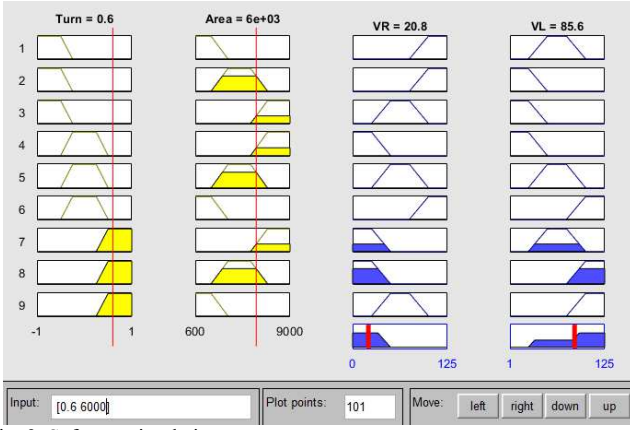 Turn = 0.6 Area = 6e+03 VR = 20.8 VL = 85.6
1
2
3
4
5
6
7
8
9
-1 1 600 9000
0 125 1 125
Input: [0.6 6000] Plot points: 101 Move: left right down up